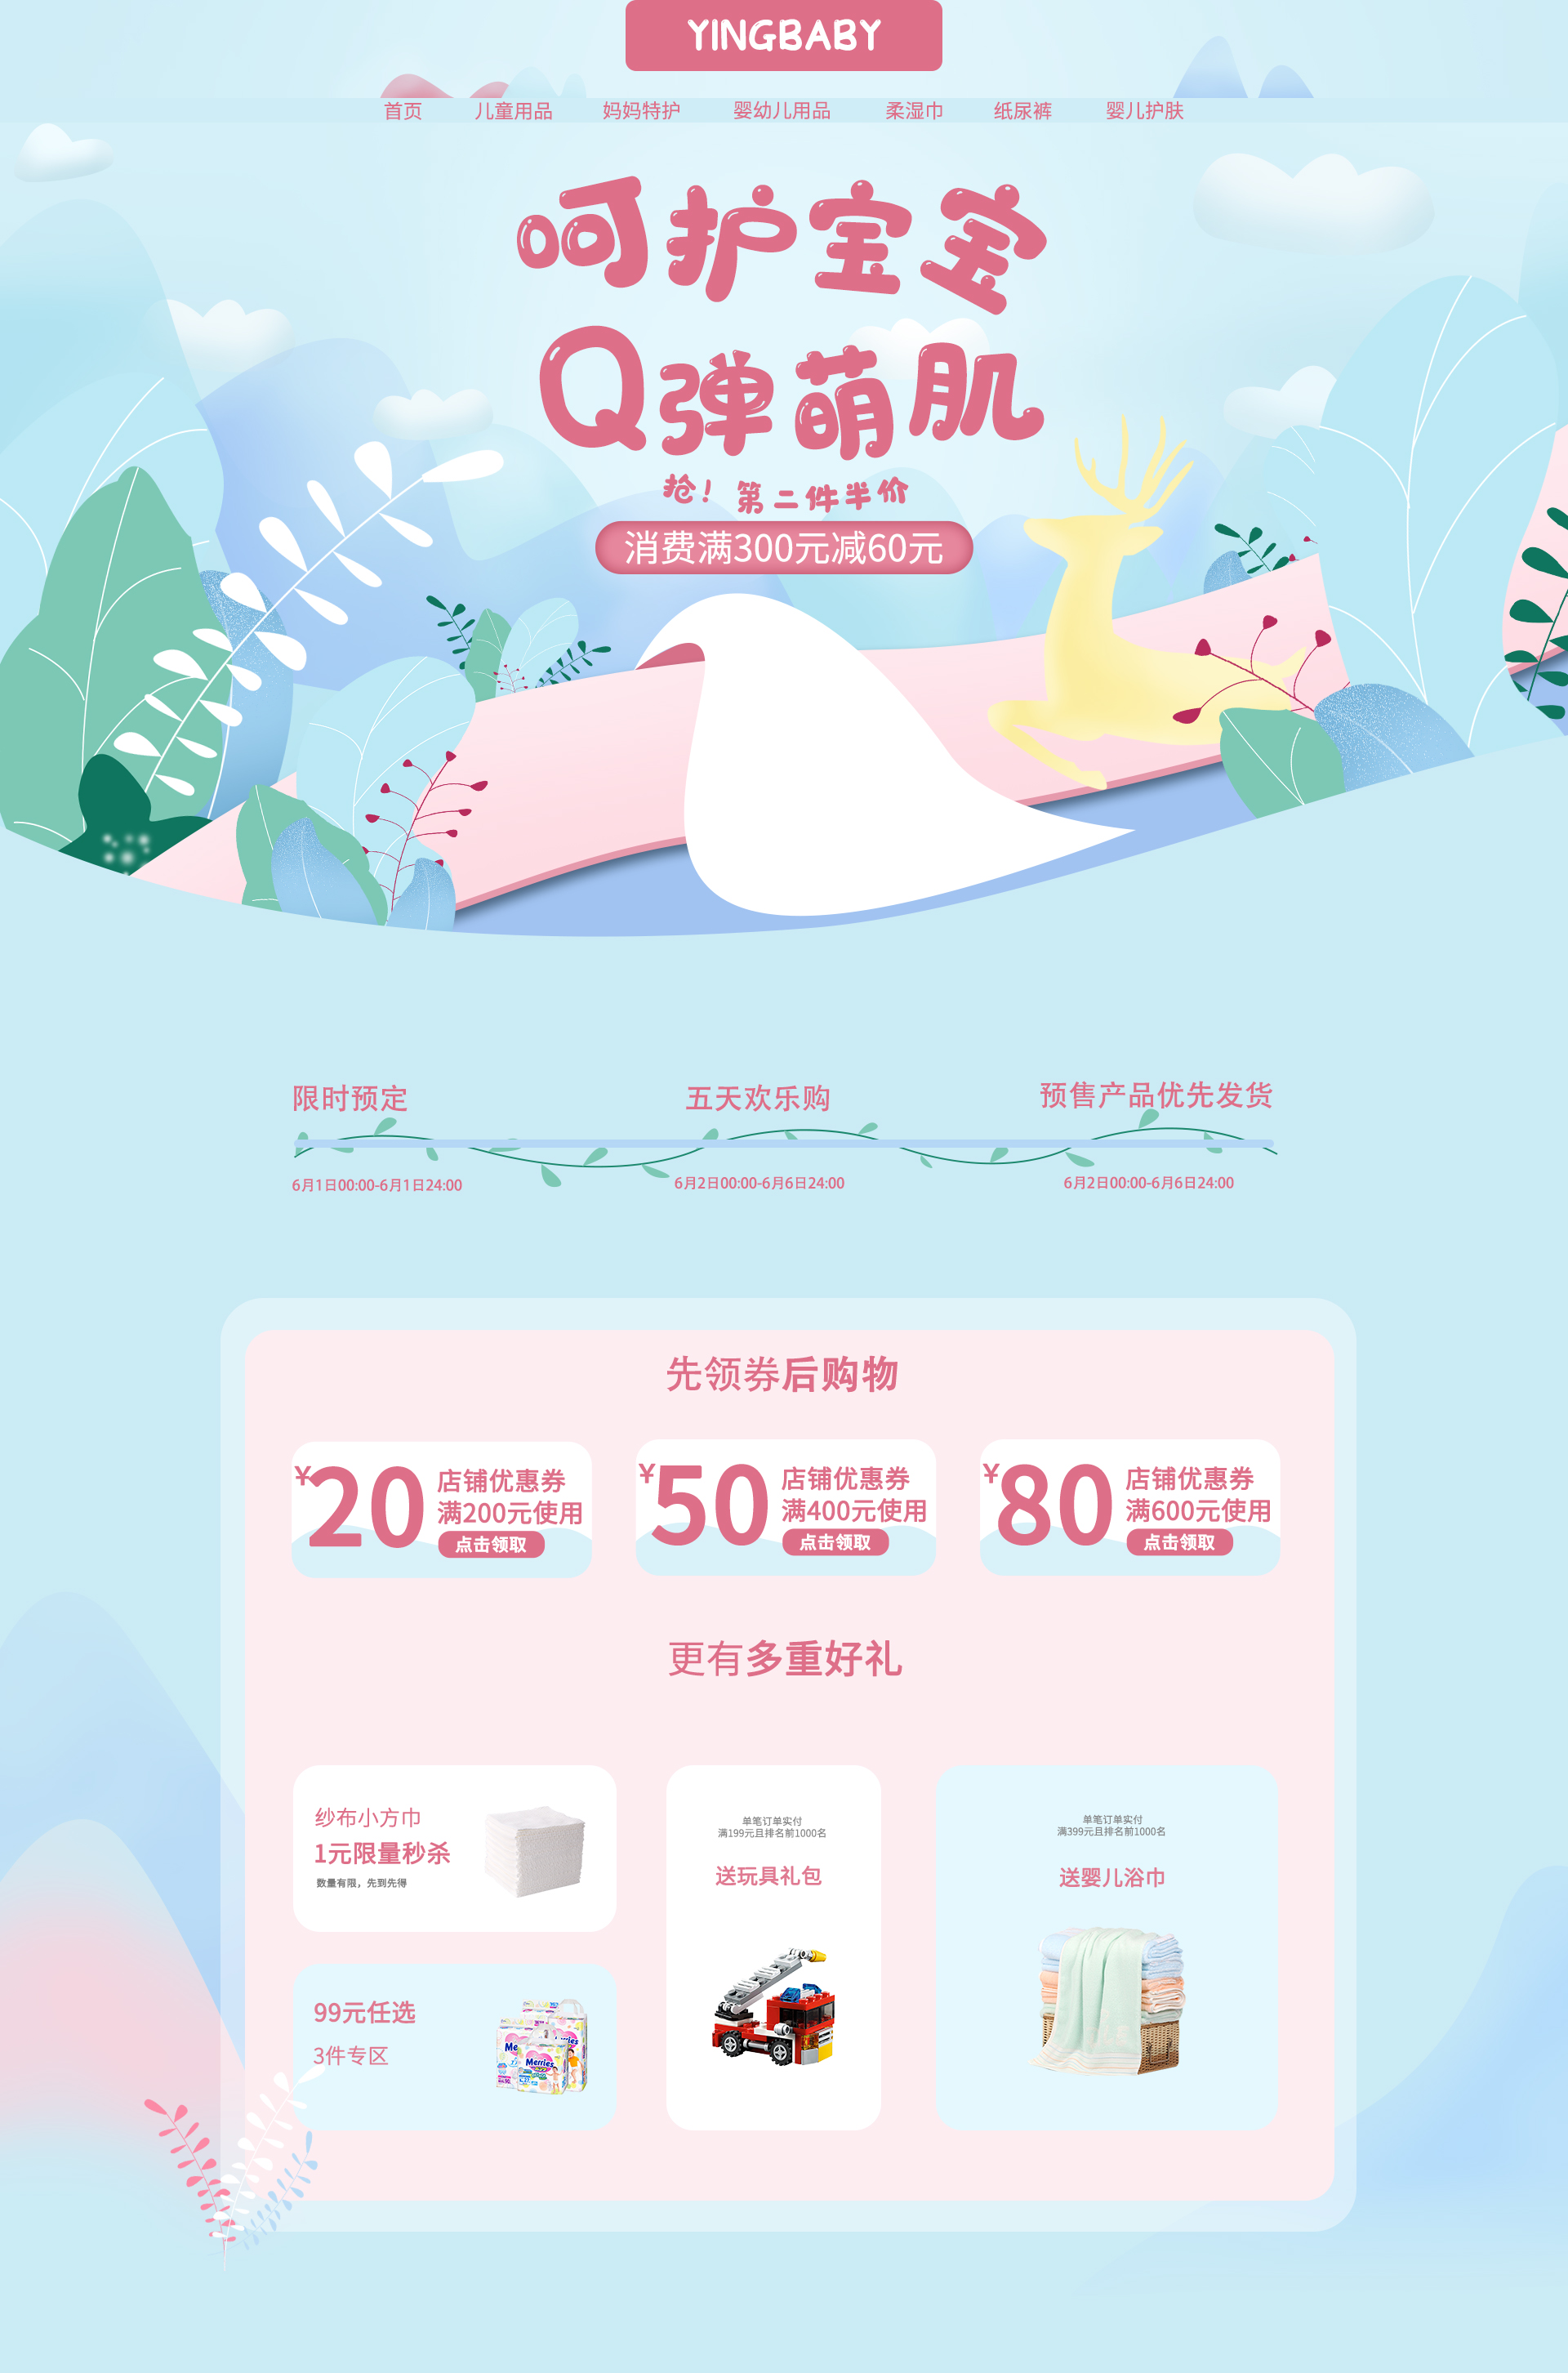 YINGBABY
首页 儿童用品 妈妈特护 婴幼儿用品 柔湿巾 纸尿裤 婴儿护肤
呵护宝宝
Q弹萌肌
抢！第二件半价
消费满300元减60元
限时预定 五天欢乐购 预售产品优先发货
6月1日00:00-6月1日24:00 6月2日00:00-6月6日24:00 6月2日00:00-6月6日24:00
先领券后购物
¥20
店铺优惠券
满200元使用
点击领取
¥50
店铺优惠券
满400元使用
点击领取
¥80
店铺优惠券
满600元使用
点击领取
更有多重好礼
纱布小方巾
1元限量秒杀
数量有限，先到先得
99元任选
3件专区
Merries
单笔订单实付
满199元且排名前1000名
送玩具礼包
单笔订单实付
满399元且排名前1000名
送婴儿浴巾